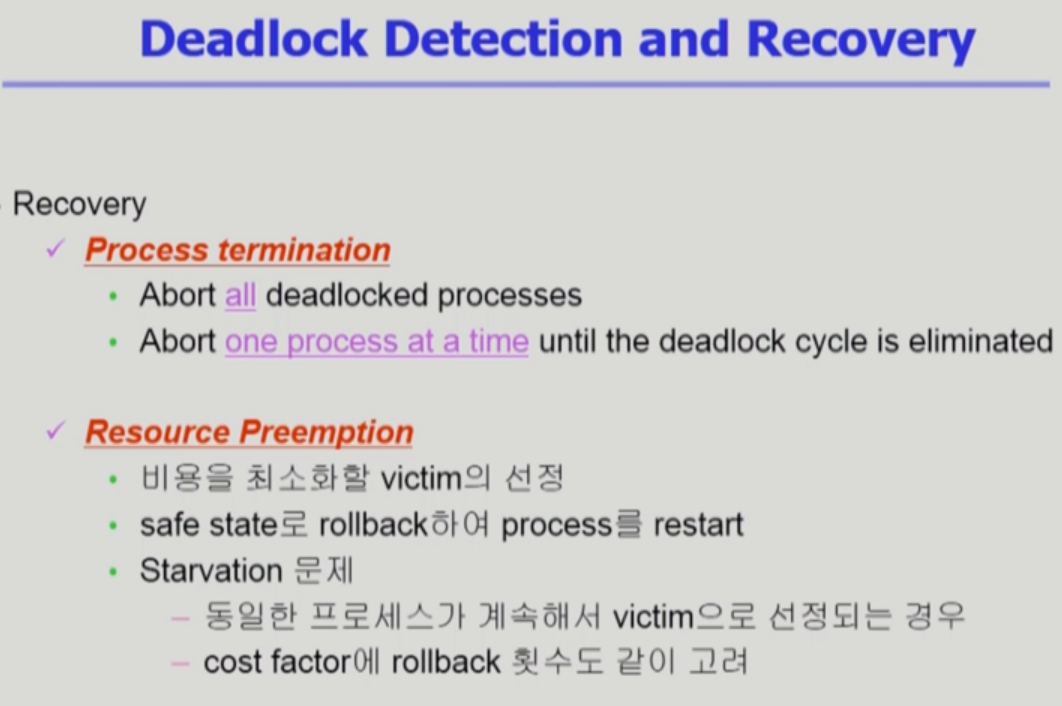 Deadlock Detection and Recovery
Recovery
✓ Process termination
• Abort all deadlocked processes
• Abort one process at a time until the deadlock cycle is eliminated
✓ Resource Preemption
• 비용을 최소화할 victim의 선정
• safe state로 rollback하여 process를 restart
• Starvation 문제
– 동일한 프로세스가 계속해서 victim으로 선정되는 경우
– cost factor에 rollback 횟수도 같이 고려